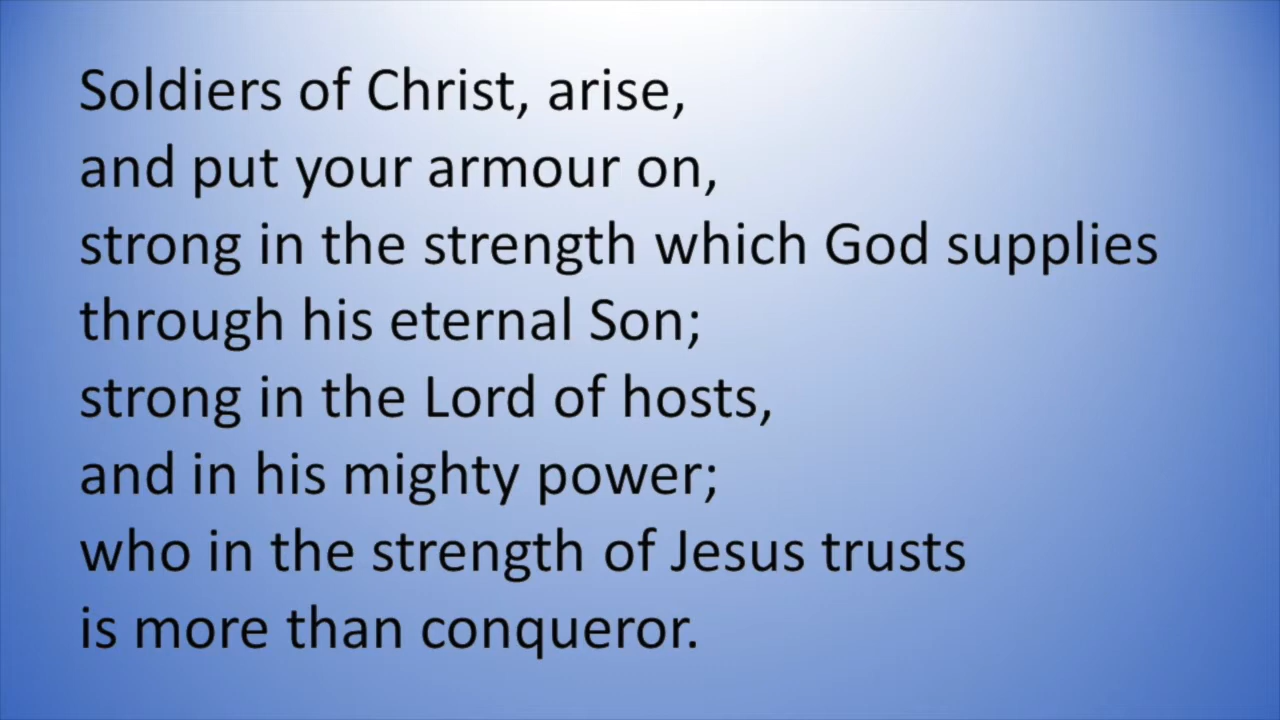 Soldiers of Christ, arise,
and put your armour on,
strong in the strength which God supplies
through his eternal Son;
strong in the Lord of hosts,
and in his mighty power;
who in the strength of Jesus trusts
is more than conqueror.